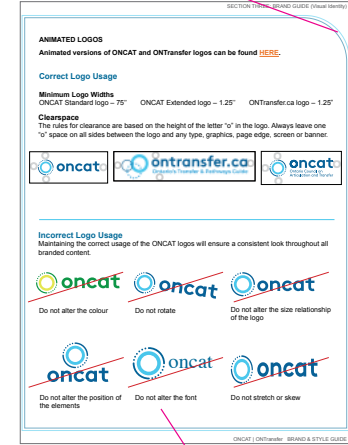 SECTION THREE: BRAND GUIDE (Visual Identity)
ANIMATED LOGOS
Animated versions of ONCAT and ONTransfer logos can be found HERE.
Correct Logo Usage
Minimum Logo Widths
ONCAT Standard logo – 75" ONCAT Extended logo – 1.25" ONTransfer.ca logo – 1.25"
Clearspace
The rules for clearance are based on the height of the letter "o" in the logo. Always leave one
"o" space on all sides between the logo and any type, graphics, page edge, screen or banner.
oncat ontransfer.ca oncat
Ontario's Transfer & Pathways Guide Ontario Council on
Articulation and Transfer
Incorrect Logo Usage
Maintaining the correct usage of the ONCAT logos will ensure a consistent look throughout all
branded content.
oncat oncat oncat
Do not alter the colour Do not rotate Do not alter the size relationship
of the logo
oncat oncat oncat
Do not alter the position of Do not alter the font Do not stretch or skew
the elements
ONCAT | ONTransfer BRAND & STYLE GUIDE